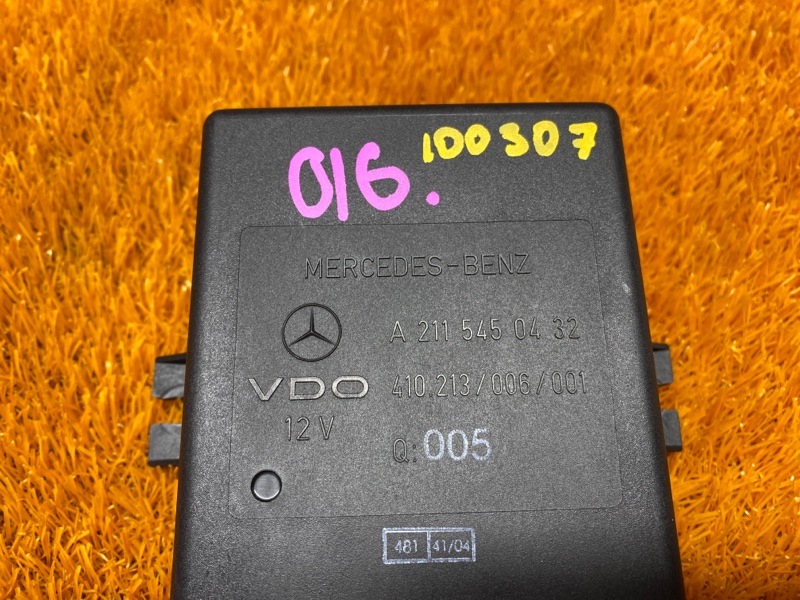 016. 100307
MERCEDES-BENZ
A 211 545 04 32
VDO 410.213/006/001
12 V Q: 005
481 41/04